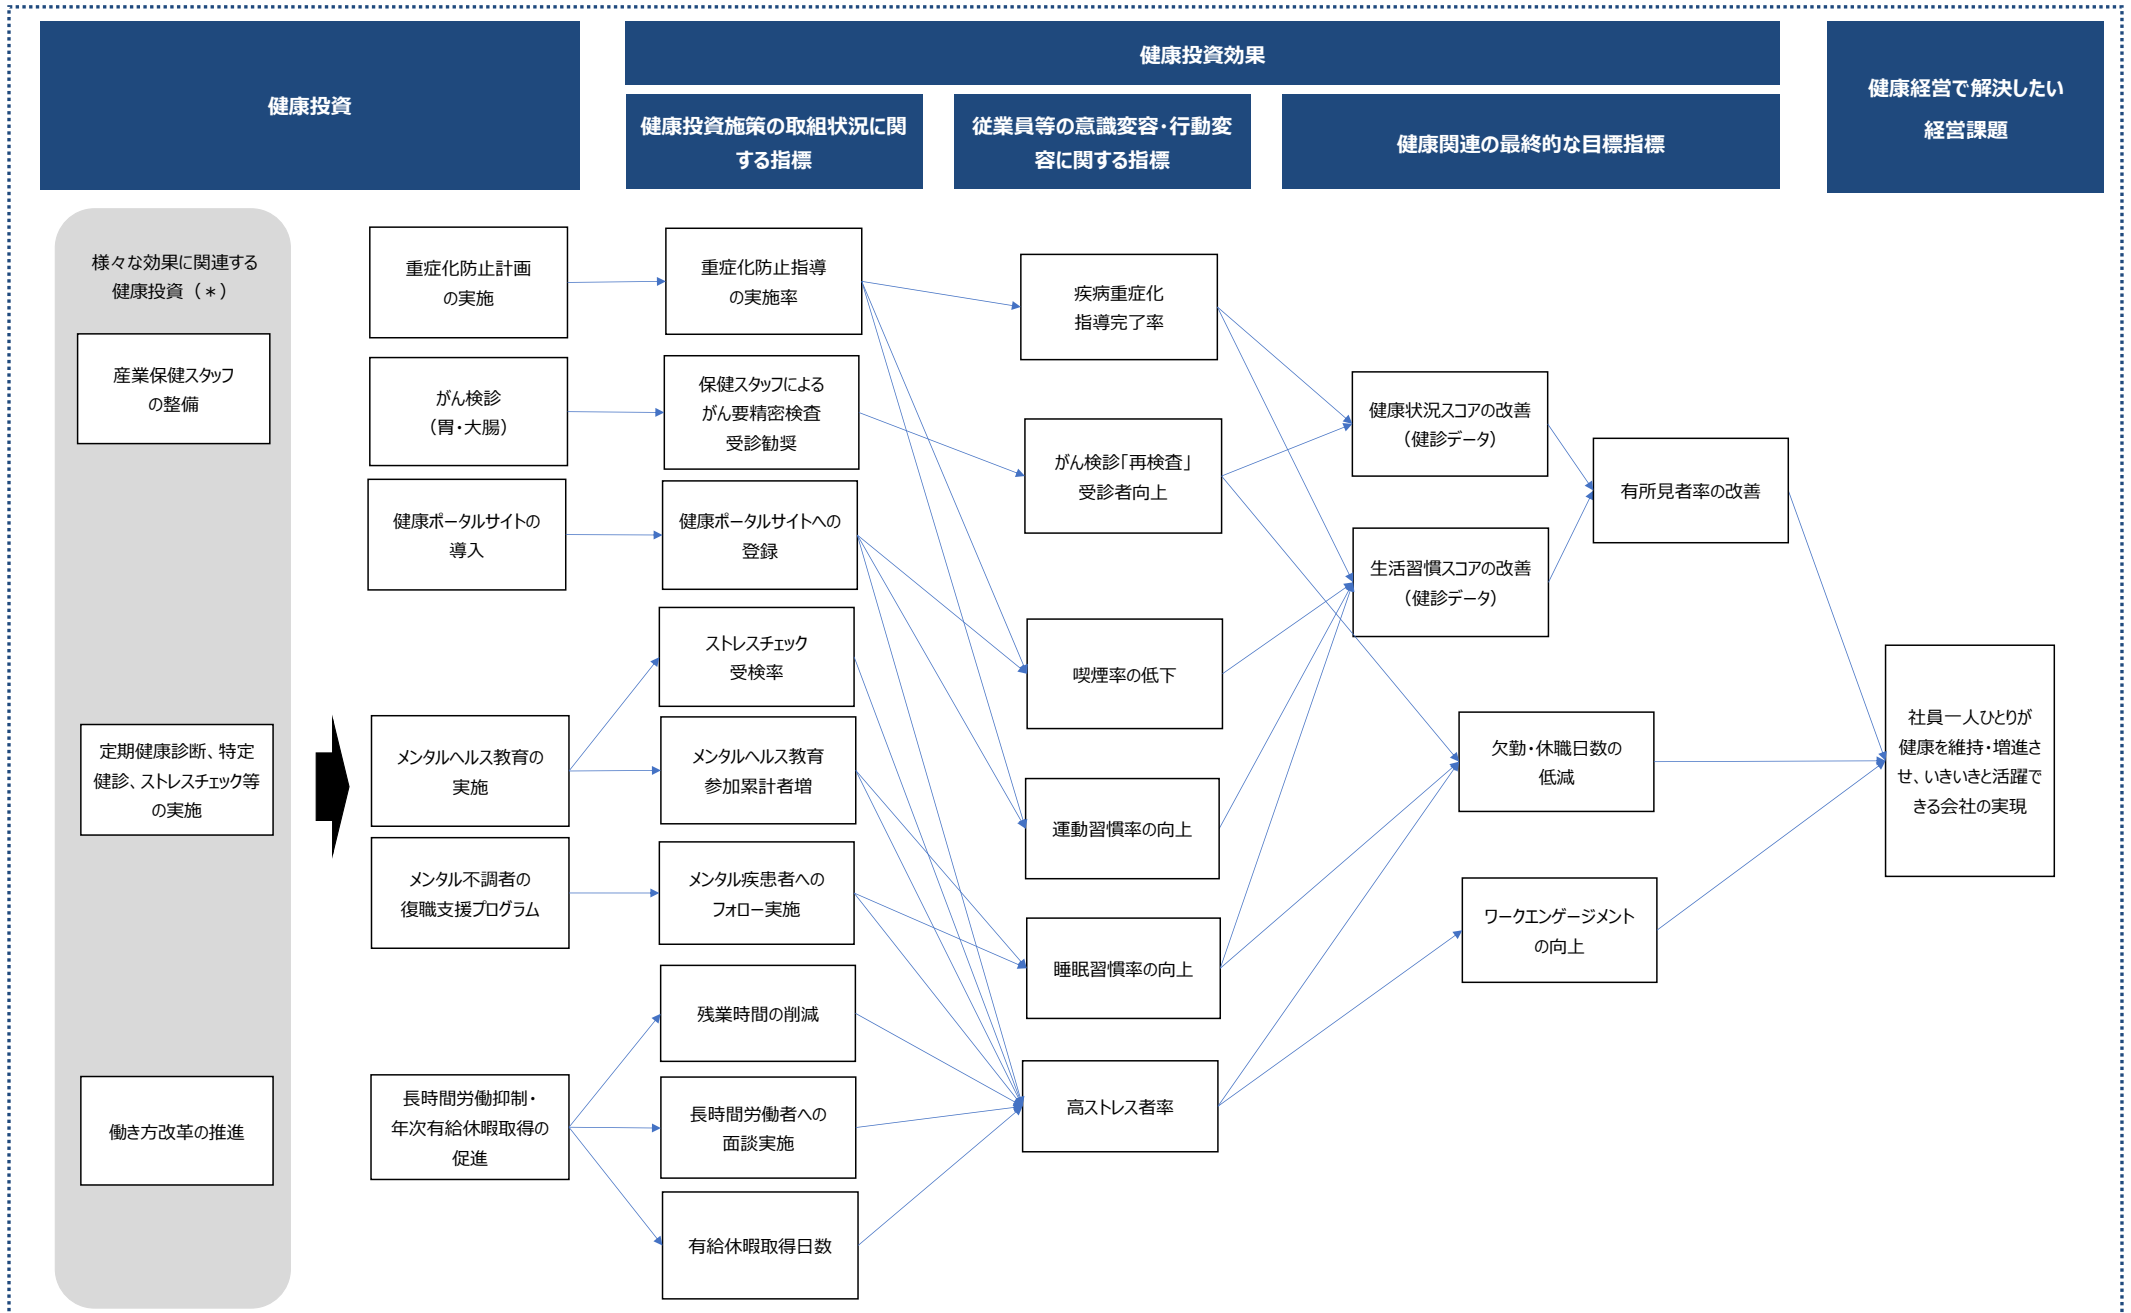 健康投資
健康投資効果
健康投資施策の取組状況に関
する指標
従業員等の意識変容・行動変
容に関する指標
健康関連の最終的な目標指標
健康経営で解決したい
経営課題
様々な効果に関連する
健康投資（＊）
産業保健スタッフ
の整備
定期健康診断、特定
健診、ストレスチェック等
の実施
働き方改革の推進
重症化防止計画
の実施
がん検診
（胃・大腸）
健康ポータルサイトの
導入
メンタルヘルス教育の
実施
メンタル不調者の
復職支援プログラム
長時間労働抑制・
年次有給休暇取得の
促進
重症化防止指導
の実施率
保健スタッフによる
がん要精密検査
受診勧奨
健康ポータルサイトへの
登録
ストレスチェック
受検率
メンタルヘルス教育
参加累計者増
メンタル疾患者への
フォロー実施
残業時間の削減
長時間労働者への
面談実施
有給休暇取得日数
疾病重症化
指導完了率
がん検診「再検査」
受診者向上
喫煙率の低下
運動習慣率の向上
睡眠習慣率の向上
高ストレス者率
健康状況スコアの改善
（健診データ）
生活習慣スコアの改善
（健診データ）
有所見者率の改善
欠勤・休職日数の
低減
ワークエンゲージメント
の向上
社員一人ひとりが
健康を維持・増進さ
せ、いきいきと活躍で
きる会社の実現